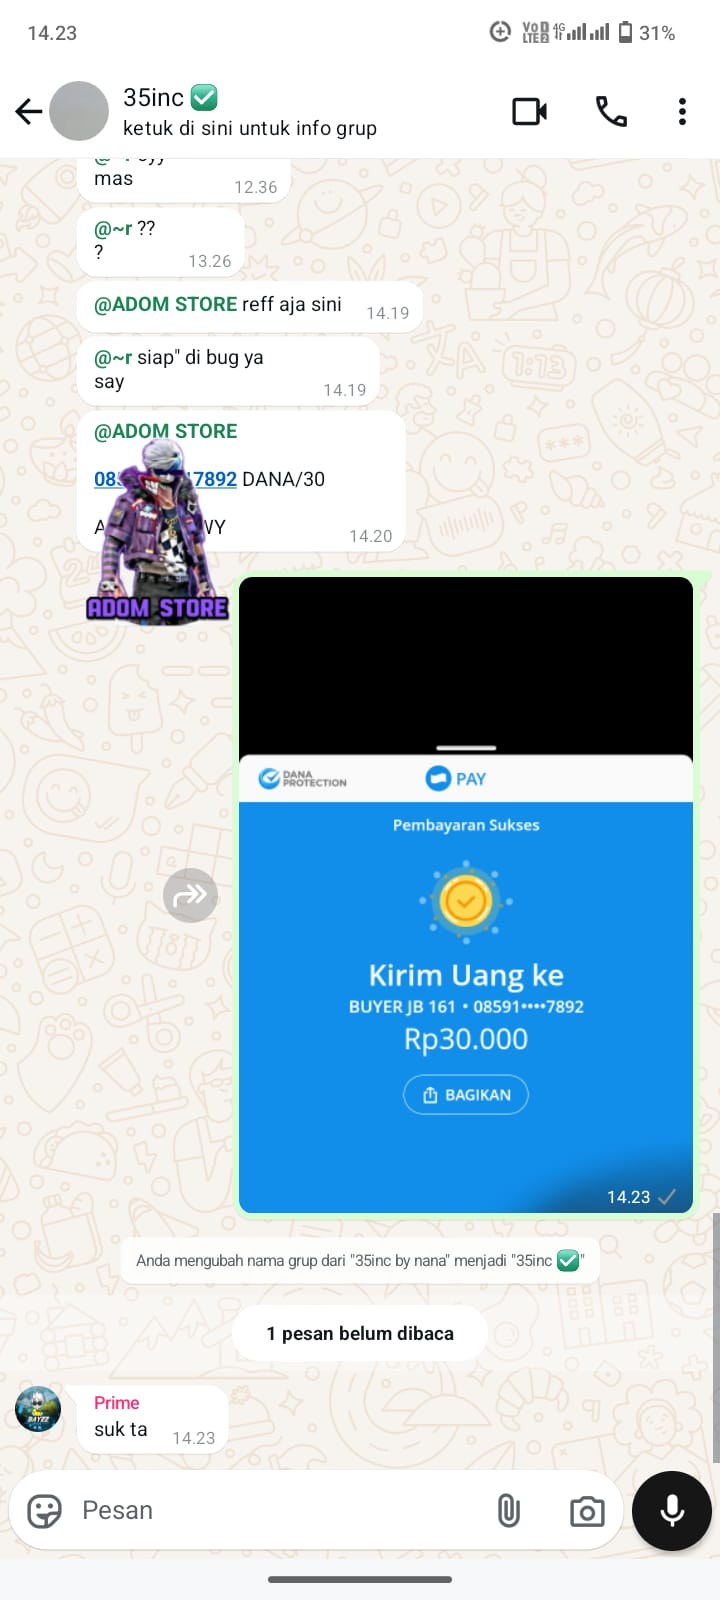 14.23
VoD LTE2 4G 31%
35inc ✅
ketuk di sini untuk info grup
mas 12.36
@~r ??
? 13.26
@ADOM STORE reff aja sini 14.19
@~r siap" di bug ya
say 14.19
@ADOM STORE
7892 DANA/30
14.20
ADOM STORE
DANA PROTECTION
PAY
Pembayaran Sukses
Kirim Uang ke
BUYER JB 161 • 08591••••7892
Rp30.000
BAGIKAN
14.23
Anda mengubah nama grup dari "35inc by nana" menjadi "35inc ✅"
1 pesan belum dibaca
Prime
suk ta 14.23
Pesan